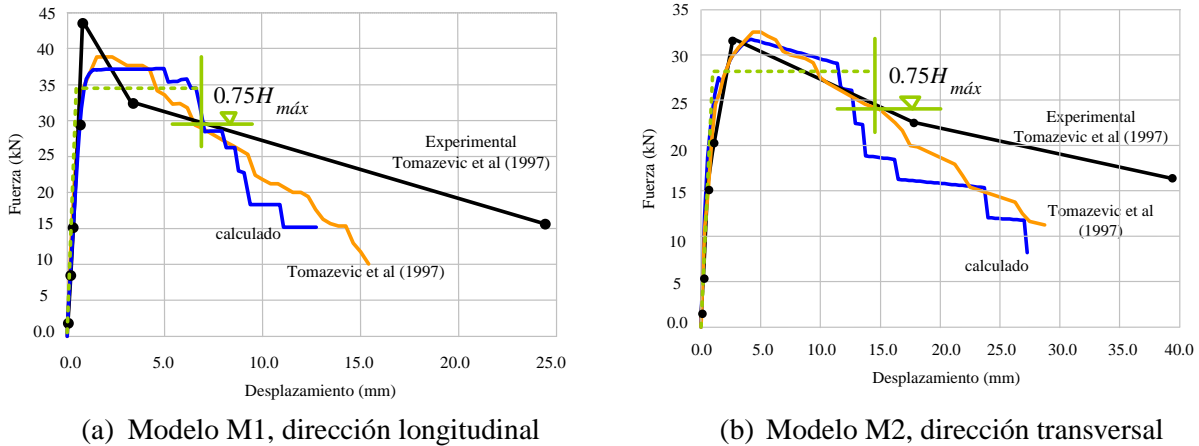 45
40
35
30
25
20
15
10
5
0.0
Fuerza (kN)
0.75H máx
Experimental
Tomazevic et al (1997)
calculado
Tomazevic et al (1997)
0.0 5.0 10.0 15.0 20.0 24.5
Desplazamiento (mm)
(a) Modelo M1, dirección longitudinal
35
30
25
20
15
10
5
0.0
Fuerza (kN)
0.75H máx
Experimental
Tomazevic et al (1997)
Tomazevic et al
(1997)
calculado
0.0 5.0 10.0 15.0 20.0 25.0 30.0 35.0 40.0
Desplazamiento (mm)
(b) Modelo M2, dirección transversal